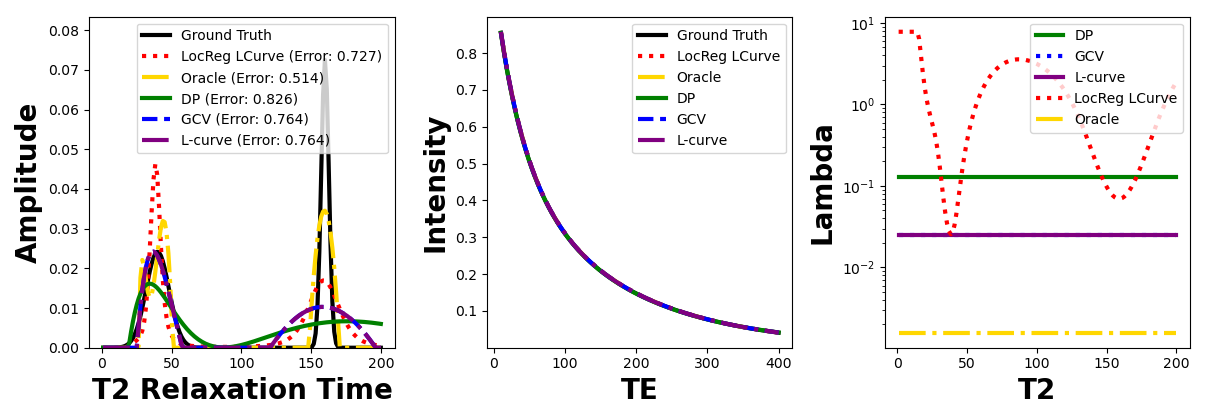 0.08
0.07
0.06
0.05
0.04
0.03
0.02
0.01
0.00
Amplitude
Ground Truth
LocReg LCurve (Error: 0.727)
Oracle (Error: 0.514)
DP (Error: 0.826)
GCV (Error: 0.764)
L-curve (Error: 0.764)
0 50 100 150 200
T2 Relaxation Time
0.8
0.7
0.6
0.5
0.4
0.3
0.2
0.1
Intensity
Ground Truth
LocReg LCurve
Oracle
DP
GCV
L-curve
0 100 200 300 400
TE
10¹
10⁰
10⁻¹
10⁻²
Lambda
DP
GCV
L-curve
LocReg LCurve
Oracle
0 50 100 150 200
T2